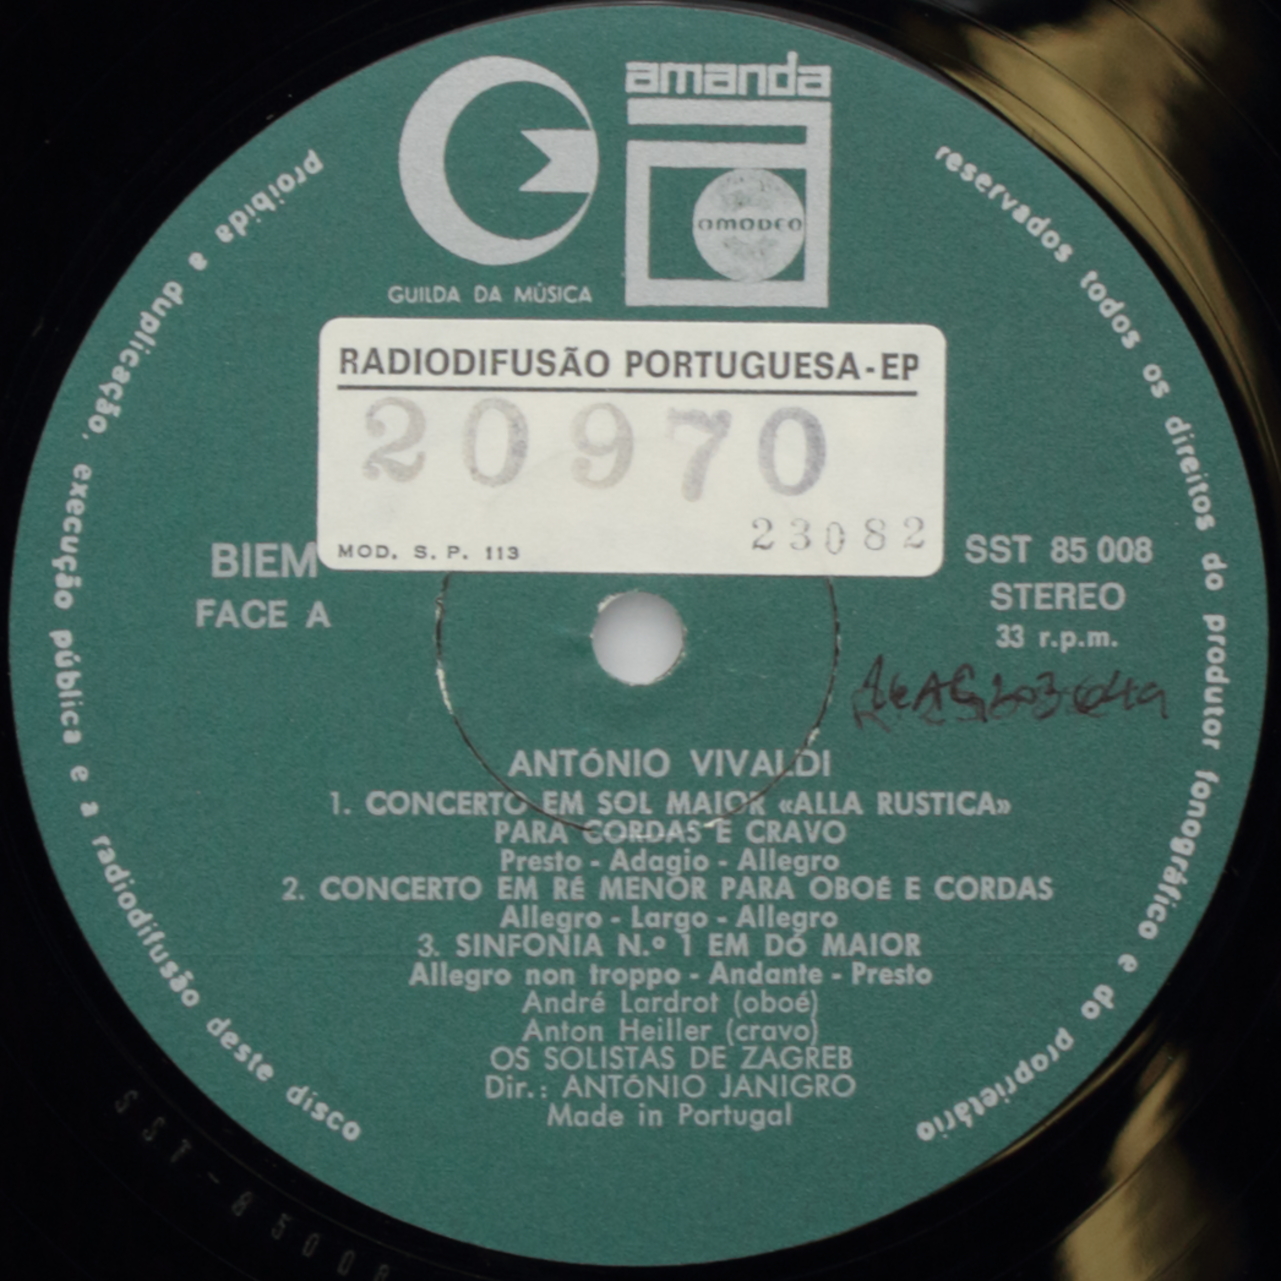 amanda
OMODEO
GUILDA DA MÚSICA
RADIODIFUSÃO PORTUGUESA-EP
20970
23082
MOD. S. P. 113
BIEM
FACE A
SST 85 008
STEREO
33 r.p.m.
ANTÓNIO VIVALDI
1. CONCERTO EM SOL MAIOR «ALLA RUSTICA»
PARA CORDAS E CRAVO
Presto - Adagio - Allegro
2. CONCERTO EM RÉ MENOR PARA OBOÉ E CORDAS
Allegro - Largo - Allegro
3. SINFONIA N.º 1 EM DÓ MAIOR
Allegro non troppo - Andante - Presto
André Lardrot (oboé)
Anton Heiller (cravo)
OS SOLISTAS DE ZAGREB
Dir.: ANTÓNIO JANIGRO
Made in Portugal
reservados todos os direitos do produtor fonográfico e do proprietário
proibida a duplicação, execução pública e a radiodifusão deste disco
SST-85008